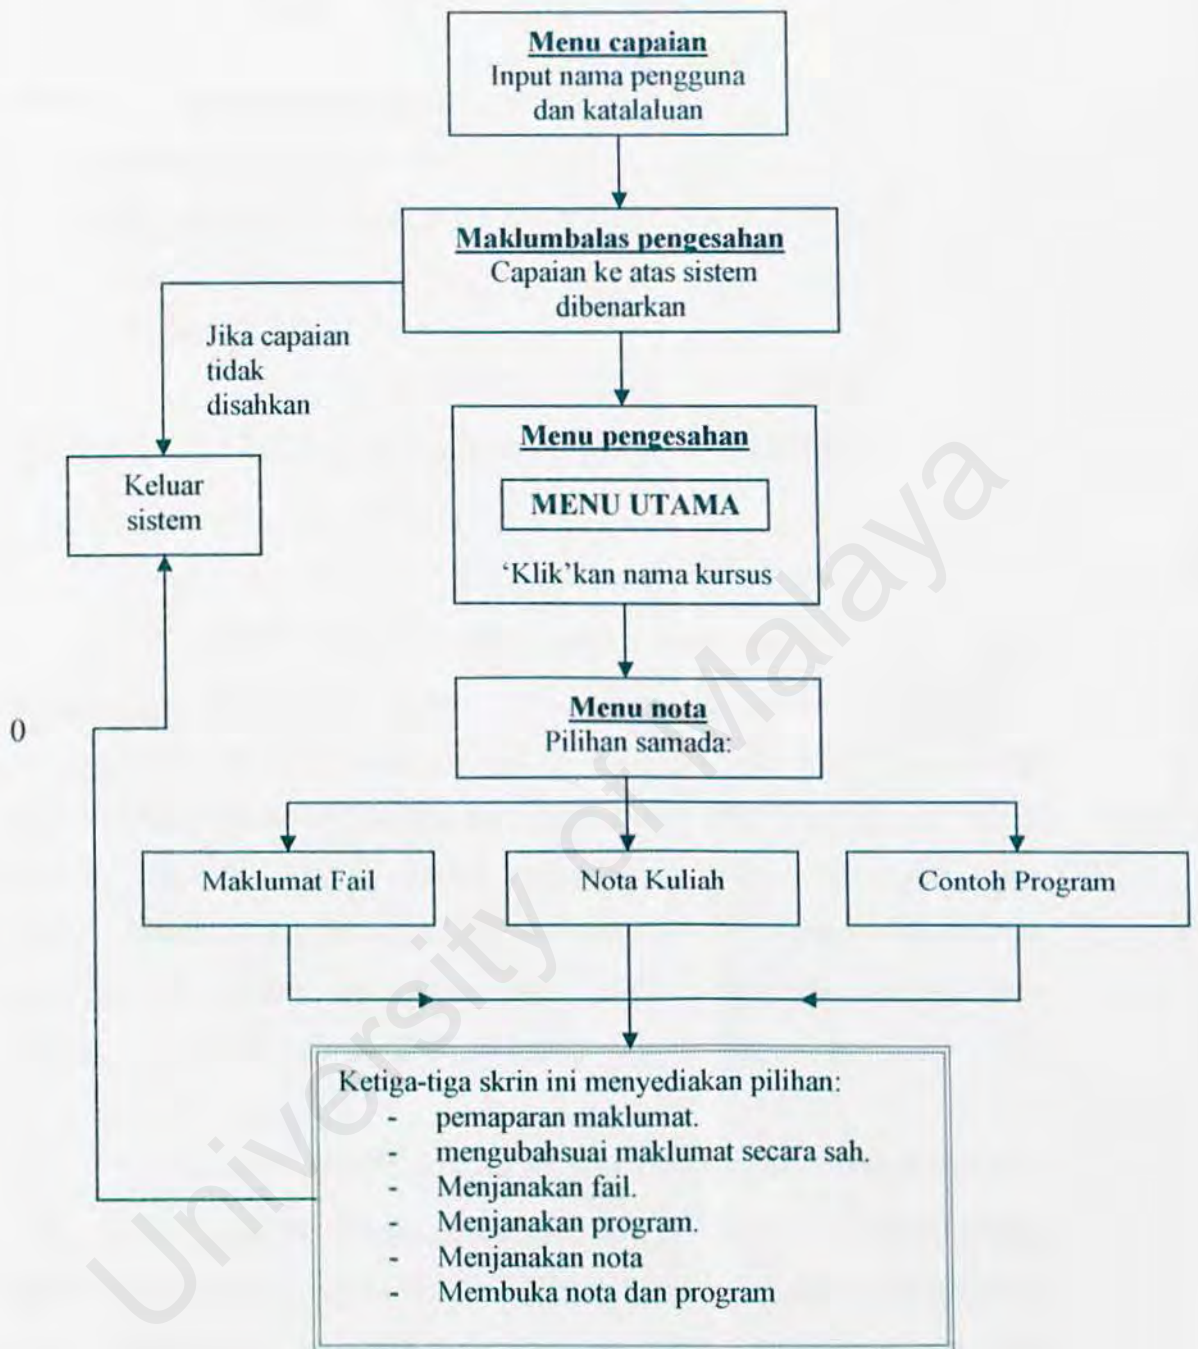 Menu capaian
Input nama pengguna
dan katalaluan
Maklumbalas pengesahan
Capaian ke atas sistem
dibenarkan
Jika capaian
tidak
disahkan
Menu pengesahan
Keluar
sistem
MENU UTAMA
‘Klik’kan nama kursus
Menu nota
Pilihan samada:
0
Maklumat Fail
Nota Kuliah
Contoh Program
Ketiga-tiga skrin ini menyediakan pilihan:
- pemaparan maklumat.
- mengubahsuai maklumat secara sah.
- Menjanakan fail.
- Menjanakan program.
- Menjanakan nota
- Membuka nota dan program
University of Malaya